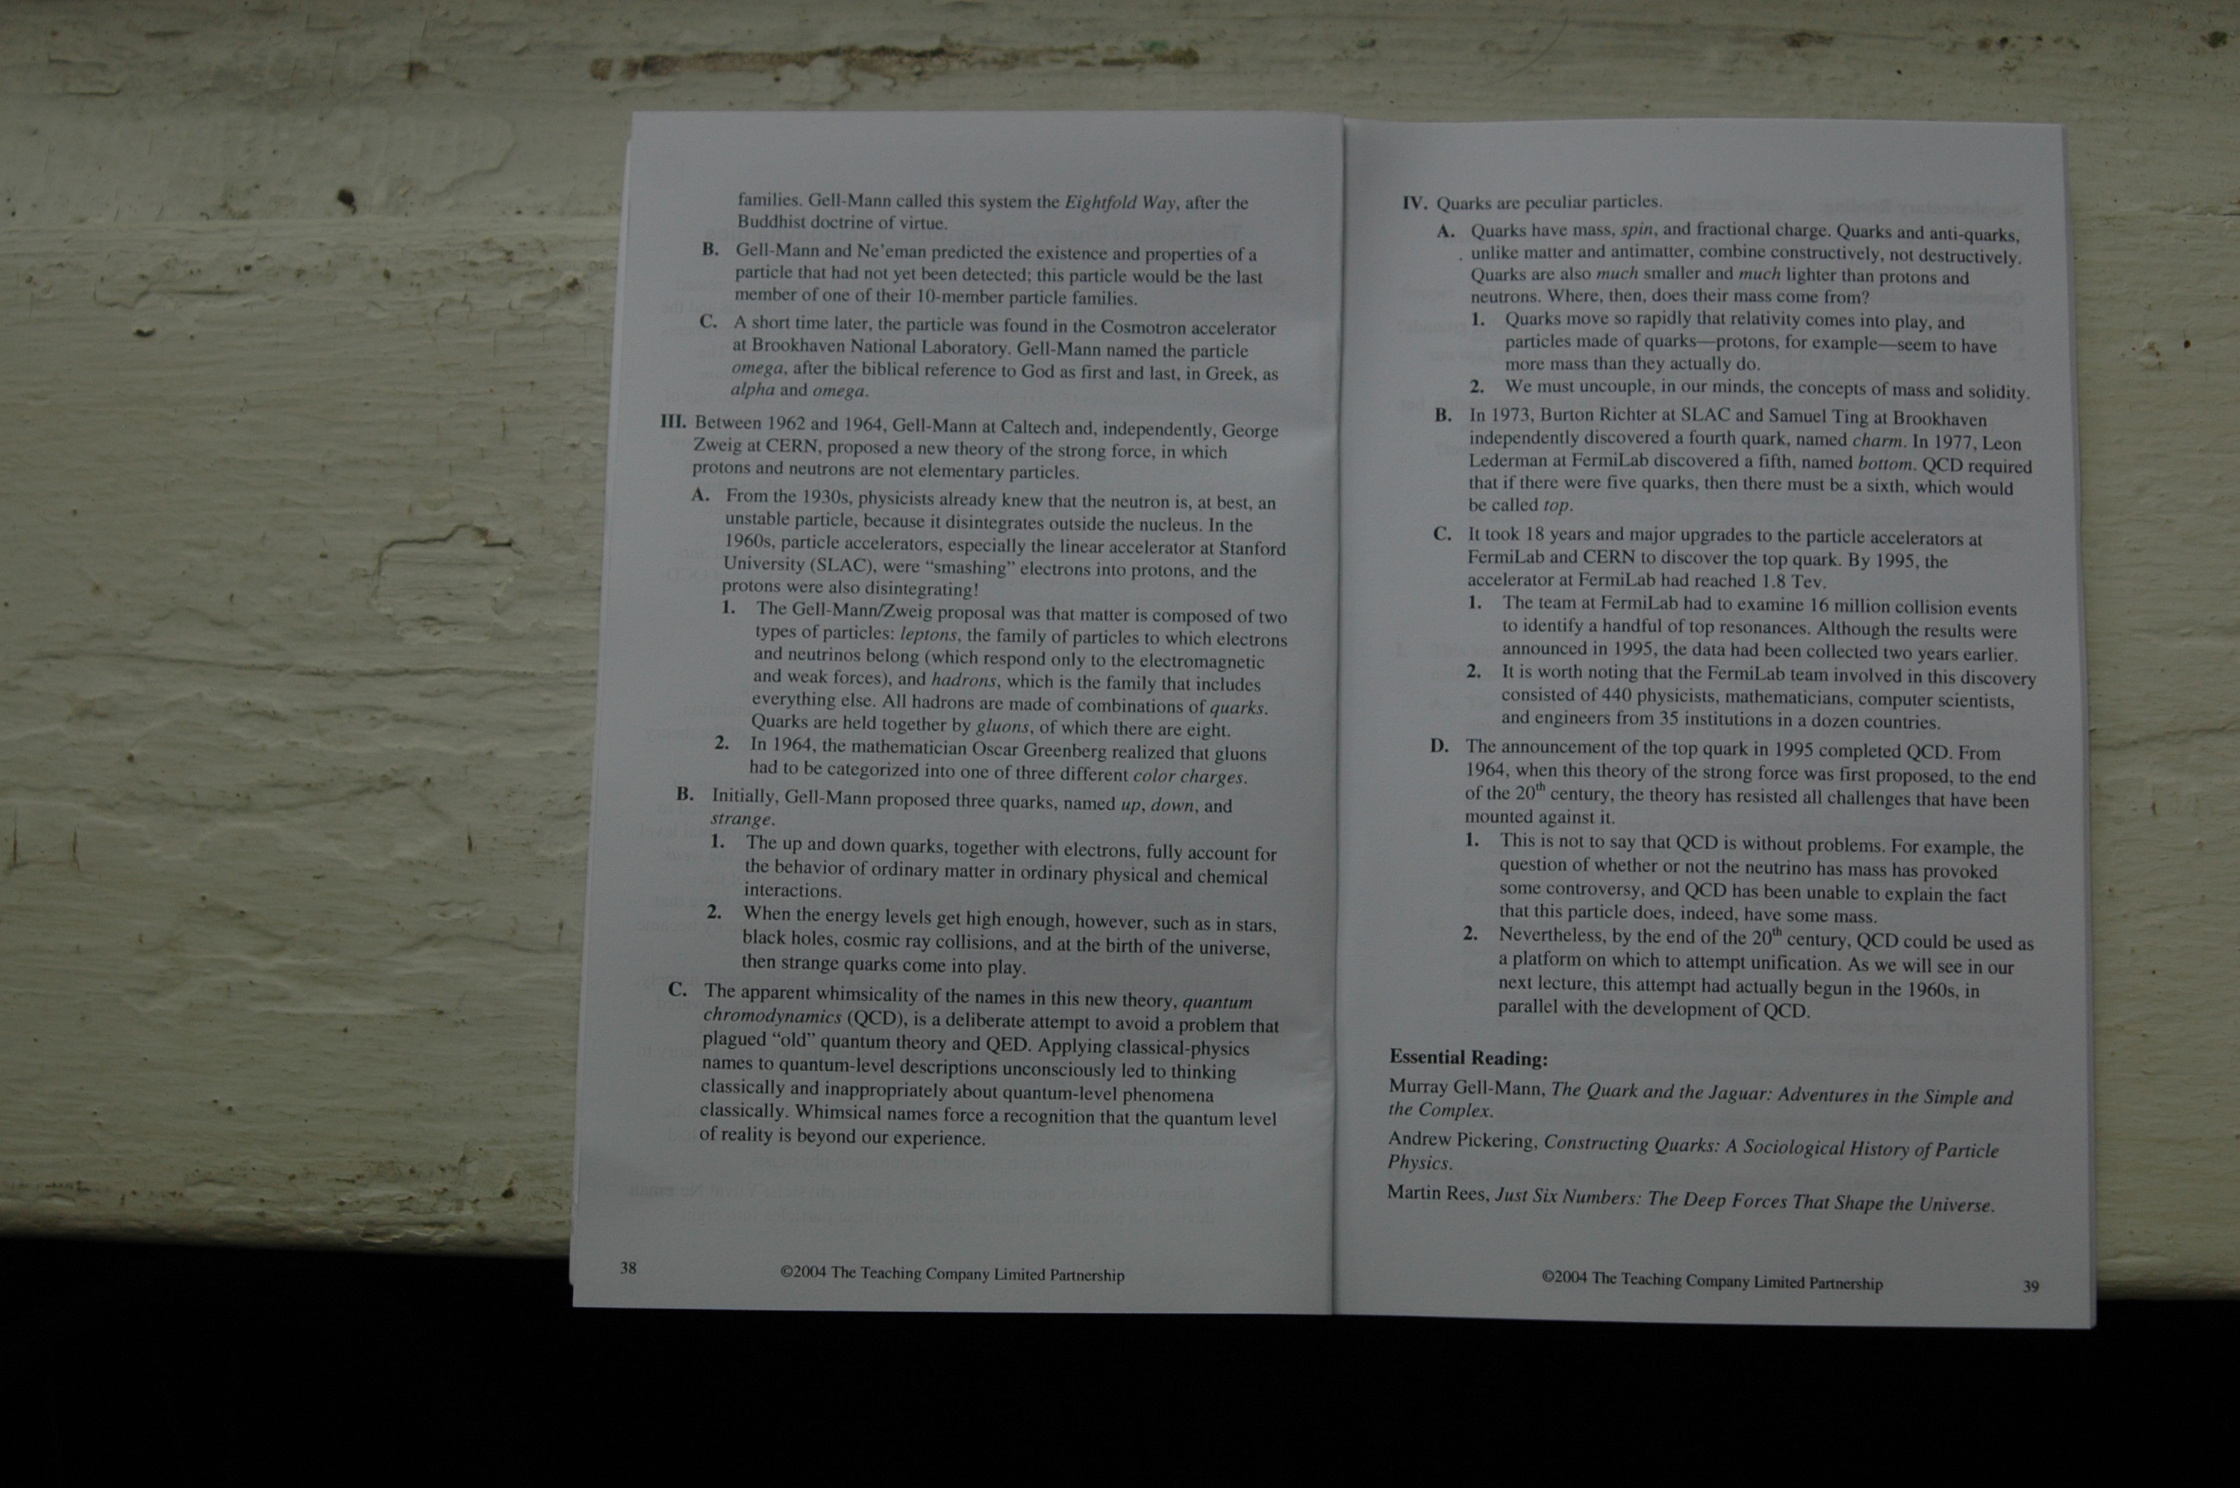 families. Gell-Mann called this system the Eightfold Way, after the
Buddhist doctrine of virtue.
B. Gell-Mann and Ne’eman predicted the existence and properties of a
particle that had not yet been detected; this particle would be the last
member of one of their 10-member particle families.
C. A short time later, the particle was found in the Cosmotron accelerator
at Brookhaven National Laboratory. Gell-Mann named the particle
omega, after the biblical reference to God as first and last, in Greek, as
alpha and omega.
III. Between 1962 and 1964, Gell-Mann at Caltech and, independently, George
Zweig at CERN, proposed a new theory of the strong force, in which
protons and neutrons are not elementary particles.
A. From the 1930s, physicists already knew that the neutron is, at best, an
unstable particle, because it disintegrates outside the nucleus. In the
1960s, particle accelerators, especially the linear accelerator at Stanford
University (SLAC), were “smashing” electrons into protons, and the
protons were also disintegrating!
1. The Gell-Mann/Zweig proposal was that matter is composed of two
types of particles: leptons, the family of particles to which electrons
and neutrinos belong (which respond only to the electromagnetic
and weak forces), and hadrons, which is the family that includes
everything else. All hadrons are made of combinations of quarks.
Quarks are held together by gluons, of which there are eight.
2. In 1964, the mathematician Oscar Greenberg realized that gluons
had to be categorized into one of three different color charges.
B. Initially, Gell-Mann proposed three quarks, named up, down, and
strange.
1. The up and down quarks, together with electrons, fully account for
the behavior of ordinary matter in ordinary physical and chemical
interactions.
2. When the energy levels get high enough, however, such as in stars,
black holes, cosmic ray collisions, and at the birth of the universe,
then strange quarks come into play.
C. The apparent whimsicality of the names in this new theory, quantum
chromodynamics (QCD), is a deliberate attempt to avoid a problem that
plagued “old” quantum theory and QED. Applying classical-physics
names to quantum-level descriptions unconsciously led to thinking
classically and inappropriately about quantum-level phenomena
classically. Whimsical names force a recognition that the quantum level
of reality is beyond our experience.
38
©2004 The Teaching Company Limited Partnership
IV. Quarks are peculiar particles.
A. Quarks have mass, spin, and fractional charge. Quarks and anti-quarks,
unlike matter and antimatter, combine constructively, not destructively.
Quarks are also much smaller and much lighter than protons and
neutrons. Where, then, does their mass come from?
1. Quarks move so rapidly that relativity comes into play, and
particles made of quarks—protons, for example—seem to have
more mass than they actually do.
2. We must uncouple, in our minds, the concepts of mass and solidity.
B. In 1973, Burton Richter at SLAC and Samuel Ting at Brookhaven
independently discovered a fourth quark, named charm. In 1977, Leon
Lederman at FermiLab discovered a fifth, named bottom. QCD required
that if there were five quarks, then there must be a sixth, which would
be called top.
C. It took 18 years and major upgrades to the particle accelerators at
FermiLab and CERN to discover the top quark. By 1995, the
accelerator at FermiLab had reached 1.8 Tev.
1. The team at FermiLab had to examine 16 million collision events
to identify a handful of top resonances. Although the results were
announced in 1995, the data had been collected two years earlier.
2. It is worth noting that the FermiLab team involved in this discovery
consisted of 440 physicists, mathematicians, computer scientists,
and engineers from 35 institutions in a dozen countries.
D. The announcement of the top quark in 1995 completed QCD. From
1964, when this theory of the strong force was first proposed, to the end
of the 20th century, the theory has resisted all challenges that have been
mounted against it.
1. This is not to say that QCD is without problems. For example, the
question of whether or not the neutrino has mass has provoked
some controversy, and QCD has been unable to explain the fact
that this particle does, indeed, have some mass.
2. Nevertheless, by the end of the 20th century, QCD could be used as
a platform on which to attempt unification. As we will see in our
next lecture, this attempt had actually begun in the 1960s, in
parallel with the development of QCD.
Essential Reading:
Murray Gell-Mann, The Quark and the Jaguar: Adventures in the Simple and
the Complex.
Andrew Pickering, Constructing Quarks: A Sociological History of Particle
Physics.
Martin Rees, Just Six Numbers: The Deep Forces That Shape the Universe.
©2004 The Teaching Company Limited Partnership
39